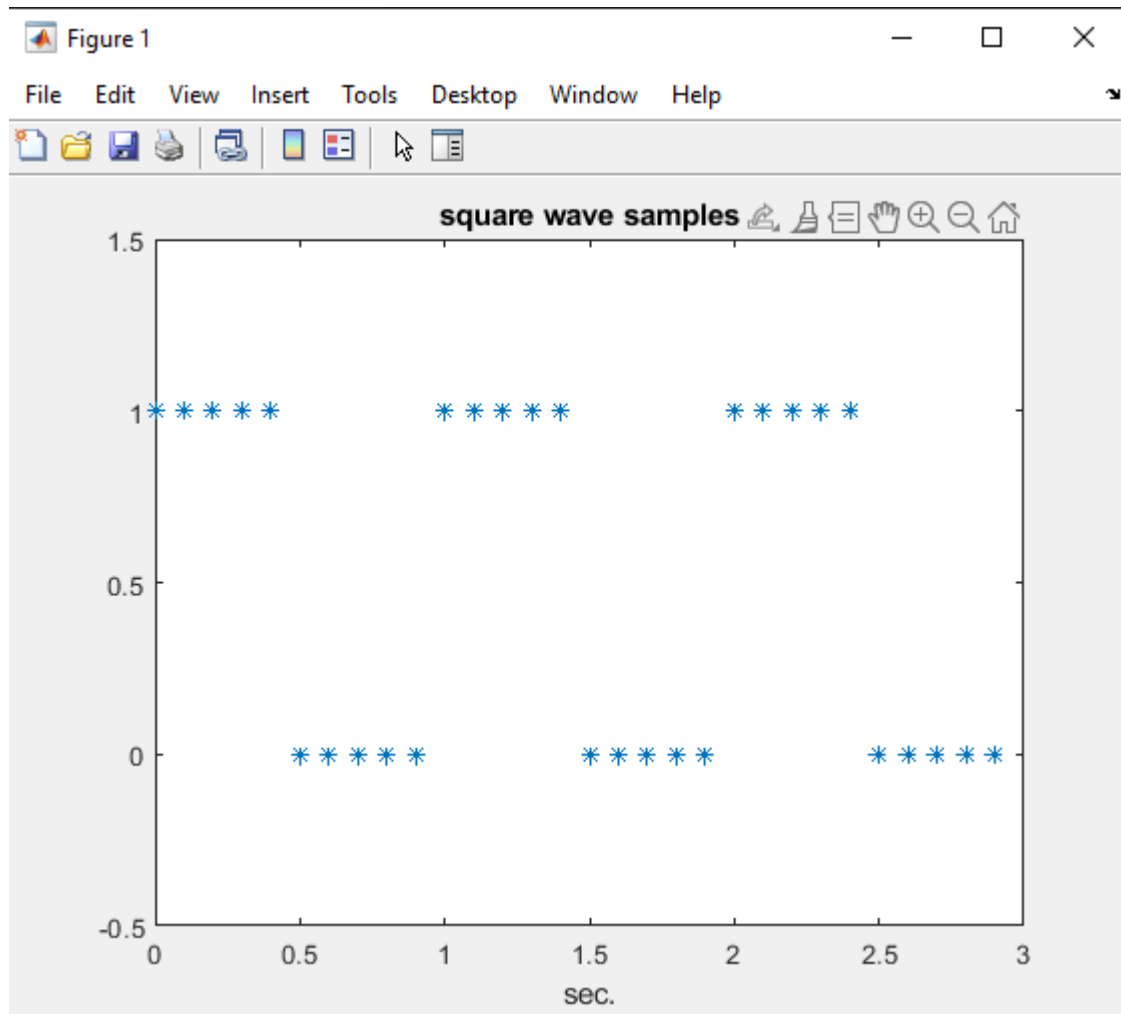 Figure 1
File Edit View Insert Tools Desktop Window Help
square wave samples
1.5
1
0.5
0
-0.5
0 0.5 1 1.5 2 2.5 3
sec.